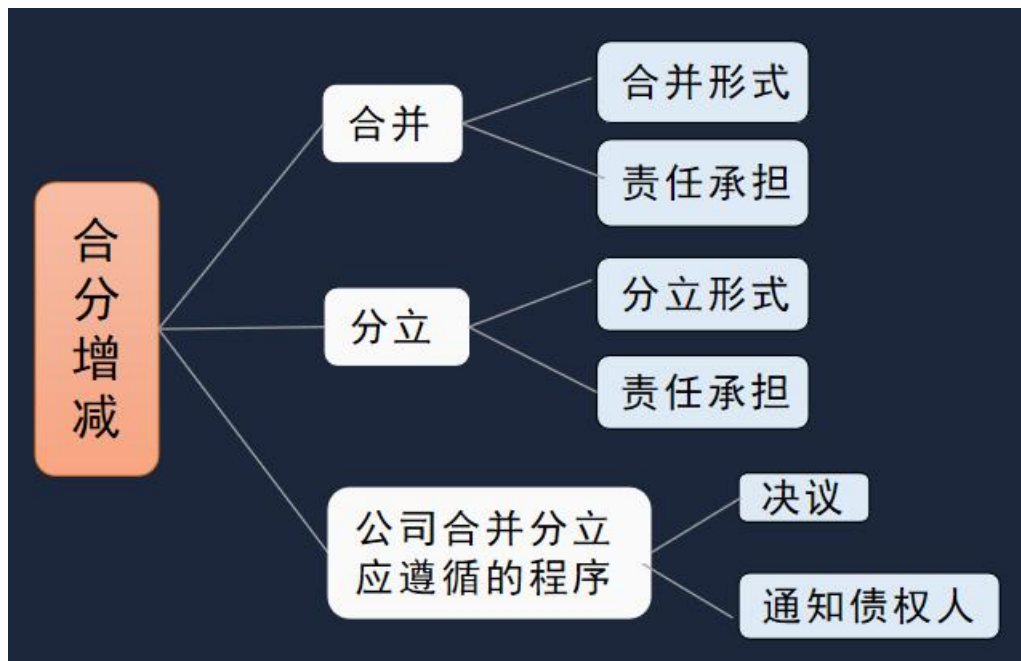 合分增减
合并
合并形式
责任承担
分立
分立形式
责任承担
公司合并分立
应遵循的程序
决议
通知债权人